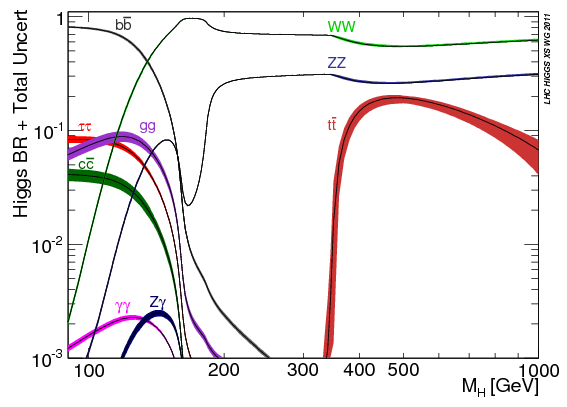 Higgs BR + Total Uncert
LHC HIGGS XS WG 2011
1
10⁻¹
10⁻²
10⁻³
bb̅
WW
ZZ
ττ
gg
tt̅
cc̅
γγ
Zγ
100 200 300 400 500 1000
M_H [GeV]